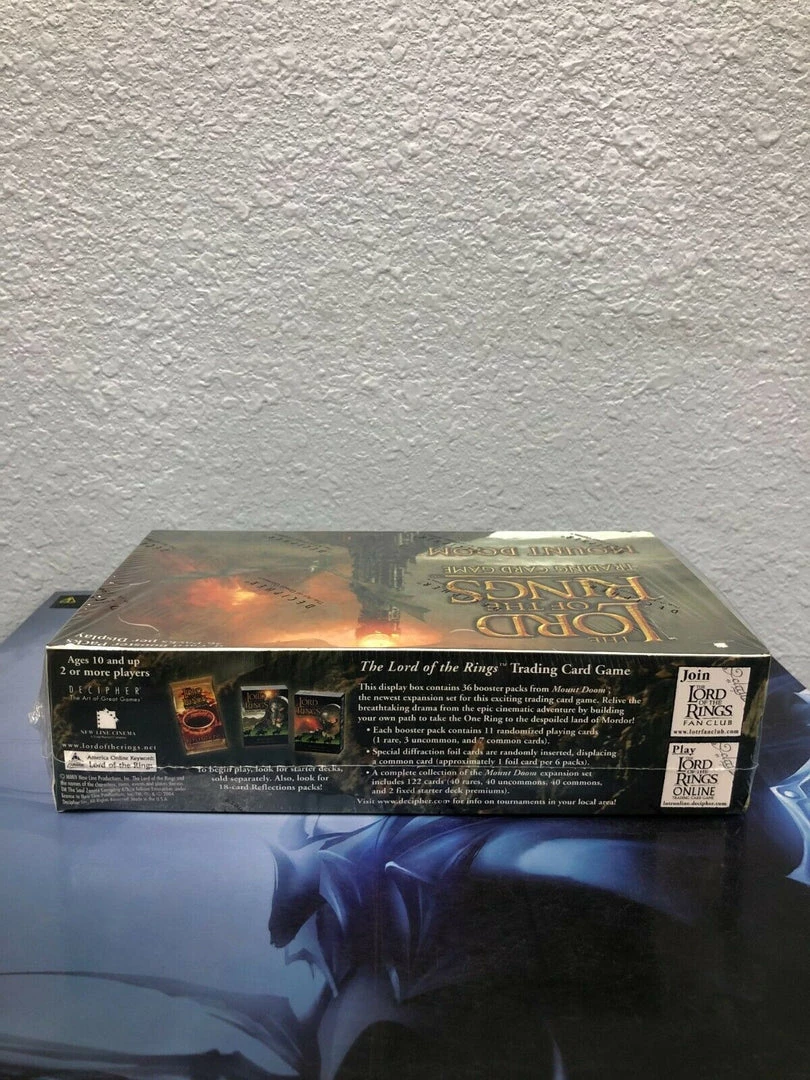 MOUNT DOOM
TRADING CARD GAME
THE
LORD
OF THE
RINGS
DECIPHER
Packs per Display
Ages 10 and up
2 or more players
DECIPHER
The Art of Great Games
NEW LINE CINEMA
www.lordoftherings.net
America Online Keyword:
Lord of the Rings
To begin play, look for starter decks,
sold separately. Also, look for
18-card Reflections packs!
The Lord of the Rings™ Trading Card Game
This display box contains 36 booster packs from Mount Doom,
the newest expansion set for this exciting trading card game. Relive the
breathtaking drama from the epic cinematic adventure by building
your own path to take the One Ring to the despoiled land of Mordor!
• Each booster pack contains 11 randomized playing cards
(1 rare, 3 uncommon, and 7 common cards).
• Special diffraction foil cards are randomly inserted, displacing
a common card (approximately 1 foil card per 6 packs).
• A complete collection of the Mount Doom expansion set
includes 122 cards (40 rares, 40 uncommons, 40 commons,
and 2 fixed starter deck premiums).
Visit www.decipher.com for info on tournaments in your local area!
Join
THE
LORD
OF THE
RINGS
FAN CLUB
www.lotrfanclub.com
Play
THE
LORD
OF THE
RINGS
ONLINE
TRADING CARD GAME
lotronline.decipher.com